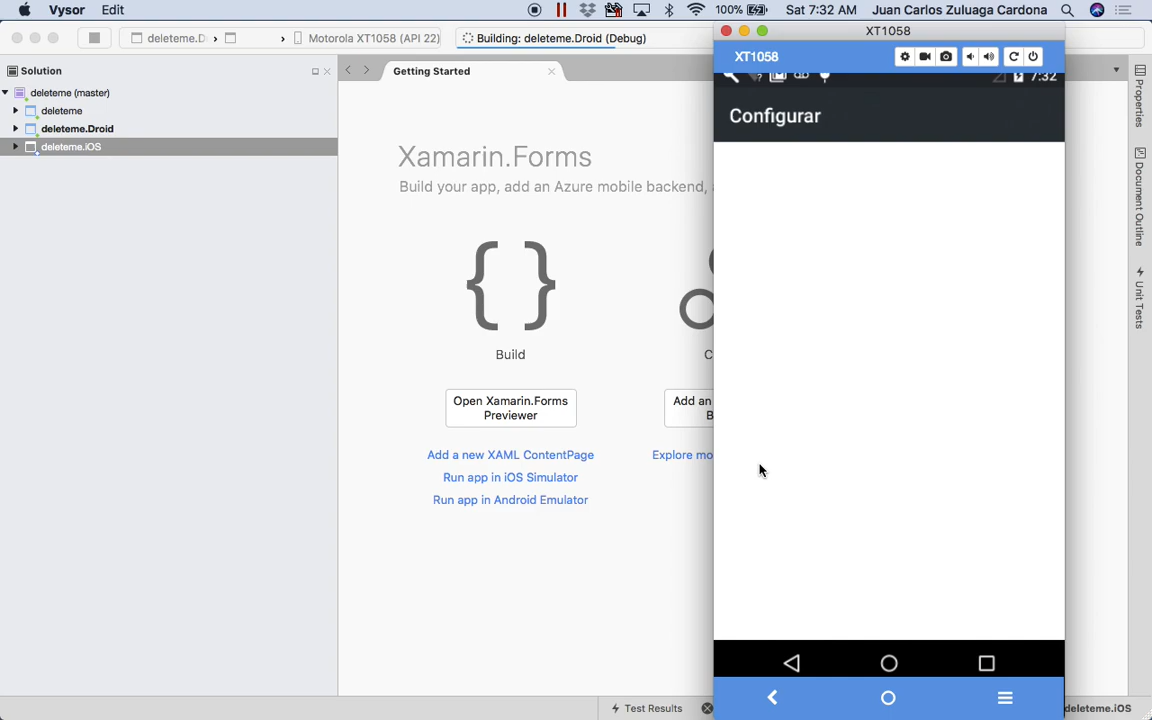 Vysor Edit 100% Sat 7:32 AM Juan Carlos Zuluaga Cardona
deleteme.D Motorola XT1058 (API 22) Building: deleteme.Droid (Debug)
XT1058
XT1058
7:32
Configurar
Solution
Getting Started
deleteme (master)
deleteme
deleteme.Droid
deleteme.iOS
Xamarin.Forms
Build your app, add an Azure mobile backend,
{ }
Build
C
Open Xamarin.Forms
Previewer
Add an
B
Add a new XAML ContentPage
Explore mo
Run app in iOS Simulator
Run app in Android Emulator
Properties
Document Outline
Unit Tests
Test Results
deleteme.iOS